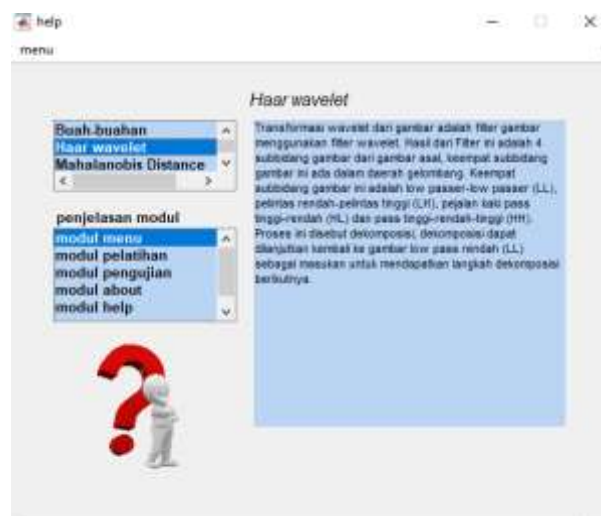 help
menu
Haar wavelet
Buah-buahan
Haar wavelet
Mahalanobis Distance
penjelasan modul
modul menu
modul pelatihan
modul pengujian
modul about
modul help
Transformasi wavelet dari gambar adalah filter gambar
menggunakan filter wavelet. Hasil dari Filter ini adalah 4
subbidang gambar dari gambar asal, keempat subbidang
gambar ini ada dalam daerah gelombang. Keempat
subbidang gambar ini adalah low passer-low passer (LL),
pelintas rendah-pelintas tinggi (LH), pejalan kaki pass
tinggi-rendah (HL) dan pass tinggi-rendah-tinggi (HH).
Proses ini disebut dekomposisi, dekomposisi dapat
dilanjutkan kembali ke gambar low pass rendah (LL)
sebagai masukan untuk mendapatkan langkah dekomposisi
berikutnya.